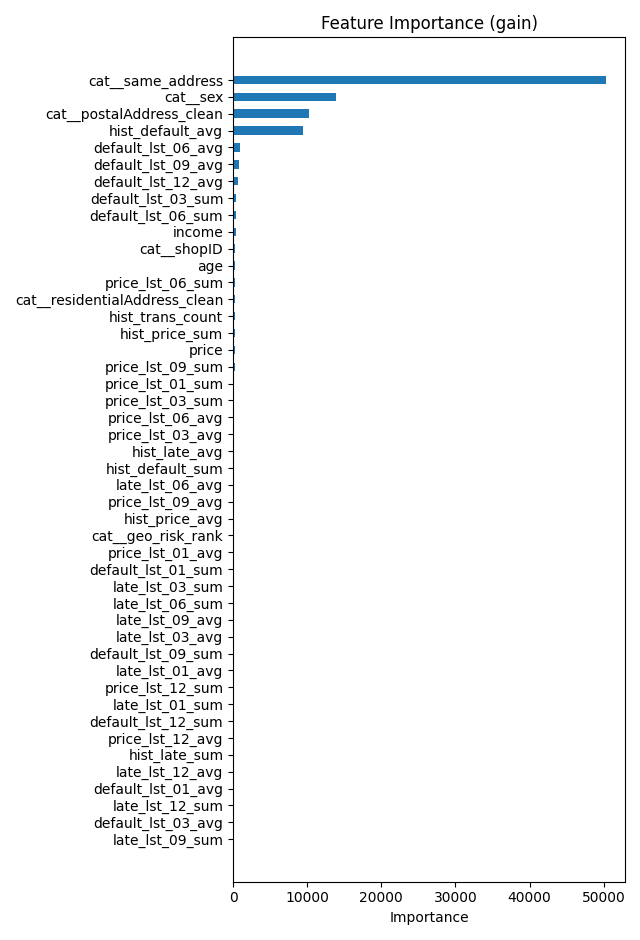 Feature Importance (gain)
cat__same_address
cat__sex
cat__postalAddress_clean
hist_default_avg
default_lst_06_avg
default_lst_09_avg
default_lst_12_avg
default_lst_03_sum
default_lst_06_sum
income
cat__shopID
age
price_lst_06_sum
cat__residentialAddress_clean
hist_trans_count
hist_price_sum
price
price_lst_09_sum
price_lst_01_sum
price_lst_03_sum
price_lst_06_avg
price_lst_03_avg
hist_late_avg
hist_default_sum
late_lst_06_avg
price_lst_09_avg
hist_price_avg
cat__geo_risk_rank
price_lst_01_avg
default_lst_01_sum
late_lst_03_sum
late_lst_06_sum
late_lst_09_avg
late_lst_03_avg
default_lst_09_sum
late_lst_01_avg
price_lst_12_sum
late_lst_01_sum
default_lst_12_sum
price_lst_12_avg
hist_late_sum
late_lst_12_avg
default_lst_01_avg
late_lst_12_sum
default_lst_03_avg
late_lst_09_sum
0 10000 20000 30000 40000 50000
Importance